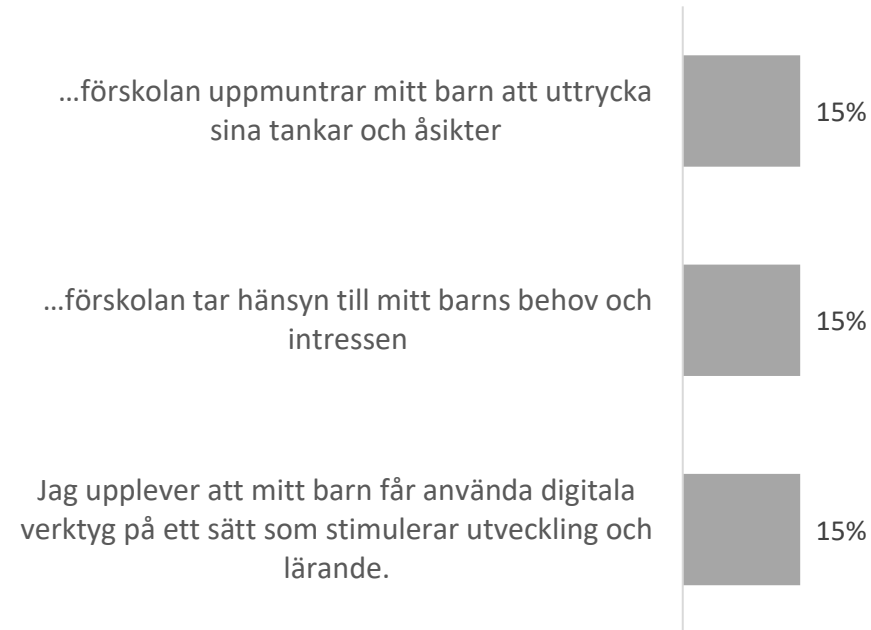 …förskolan uppmuntrar mitt barn att uttrycka
sina tankar och åsikter
15%
…förskolan tar hänsyn till mitt barns behov och
intressen
15%
Jag upplever att mitt barn får använda digitala
verktyg på ett sätt som stimulerar utveckling och
lärande.
15%